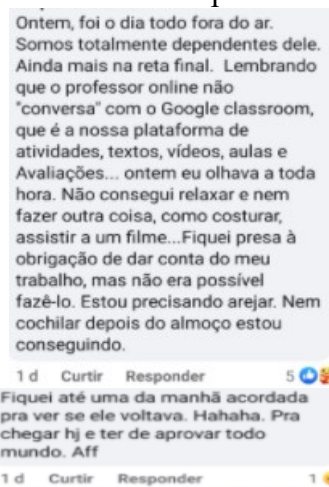 Ontem, foi o dia todo fora do ar.
Somos totalmente dependentes dele.
Ainda mais na reta final. Lembrando
que o professor online não
"conversa" com o Google classroom,
que é a nossa plataforma de
atividades, textos, vídeos, aulas e
Avaliações... ontem eu olhava a toda
hora. Não consegui relaxar e nem
fazer outra coisa, como costurar,
assistir a um filme...Fiquei presa à
obrigação de dar conta do meu
trabalho, mas não era possível
fazê-lo. Estou precisando arejar. Nem
cochilar depois do almoço estou
conseguindo.
1 d Curtir Responder 5
Fiquei até uma da manhã acordada
pra ver se ele voltava. Hahaha. Pra
chegar hj e ter de aprovar todo
mundo. Aff
1 d Curtir Responder 1